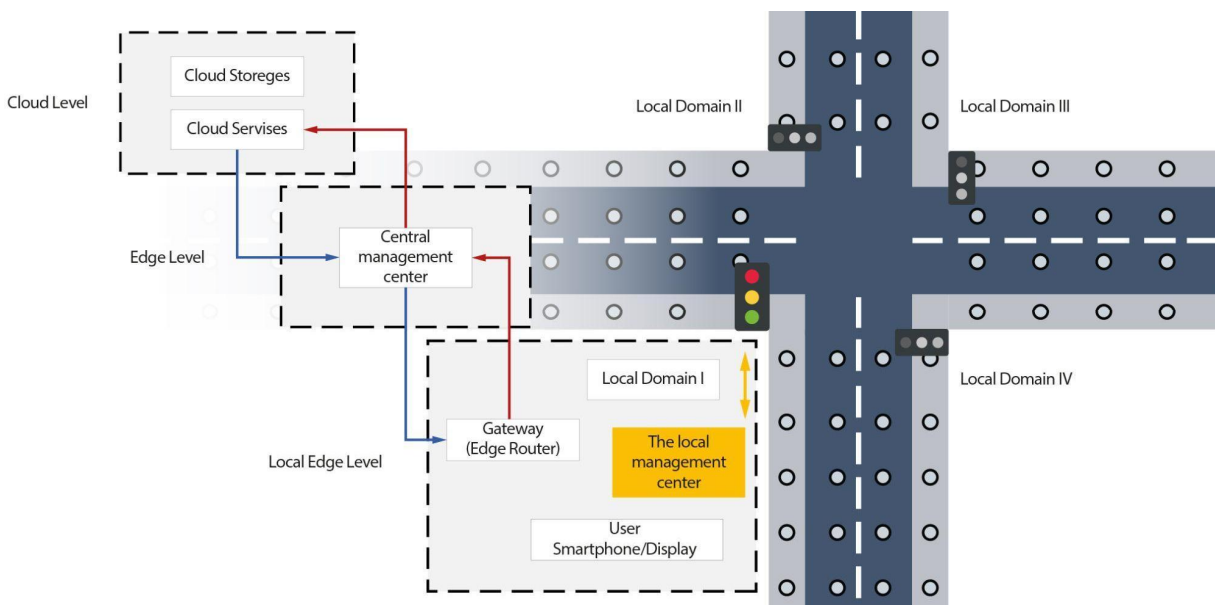 Cloud Storeges
Cloud Level
Cloud Servises
Local Domain II
Local Domain III
Edge Level
Central
management
center
Local Domain I
Local Domain IV
Gateway
(Edge Router)
The local
management
center
Local Edge Level
User
Smartphone/Display